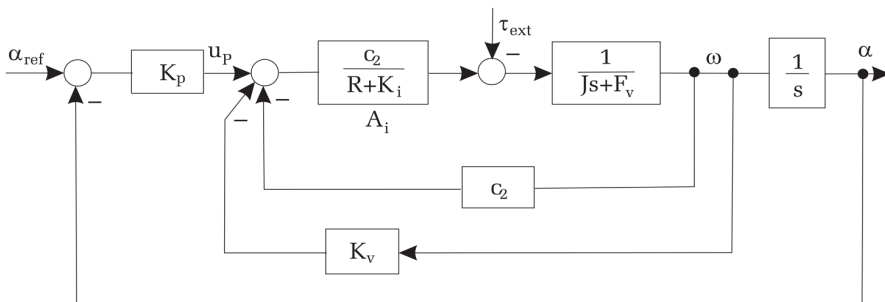 α_ref
K_p
u_P
c_2
R+K_i
A_i
τ_ext
1
Js+F_v
ω
1
s
α
c_2
K_v